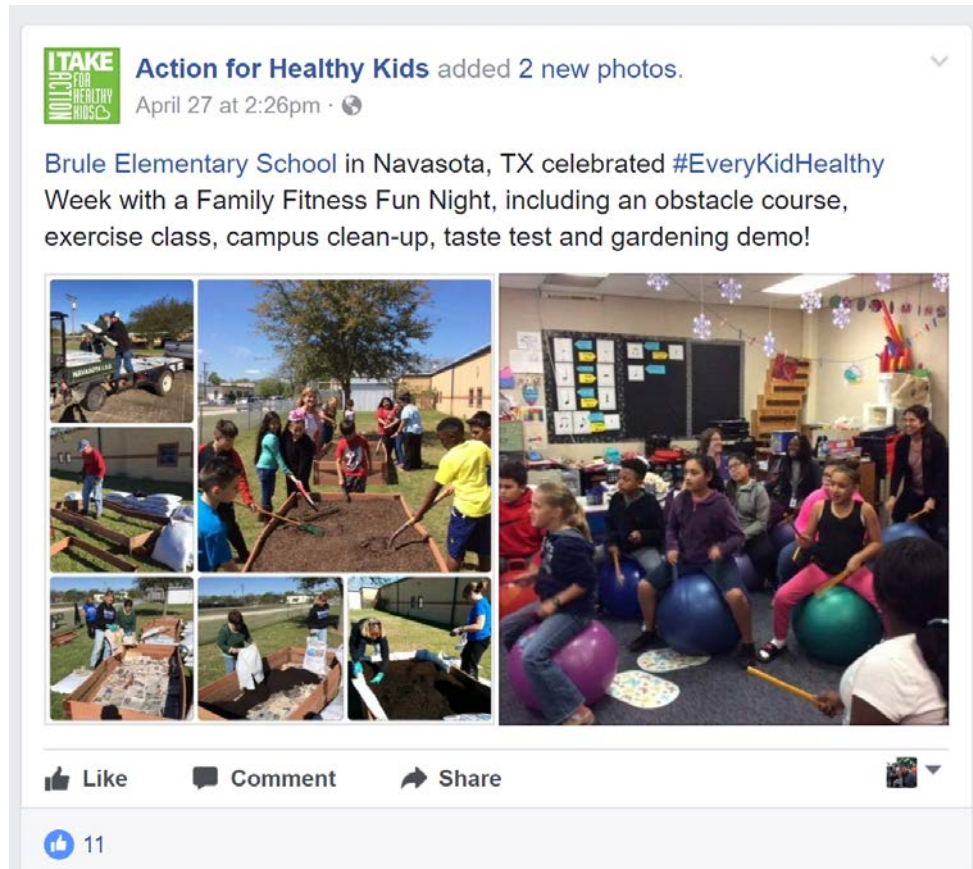 I TAKE
ACTION
FOR
HEALTHY
KIDS
Action for Healthy Kids added 2 new photos.
April 27 at 2:26pm ·
Brule Elementary School in Navasota, TX celebrated #EveryKidHealthy
Week with a Family Fitness Fun Night, including an obstacle course,
exercise class, campus clean-up, taste test and gardening demo!
NAVASOTA I.S.D.
Like
Comment
Share
11